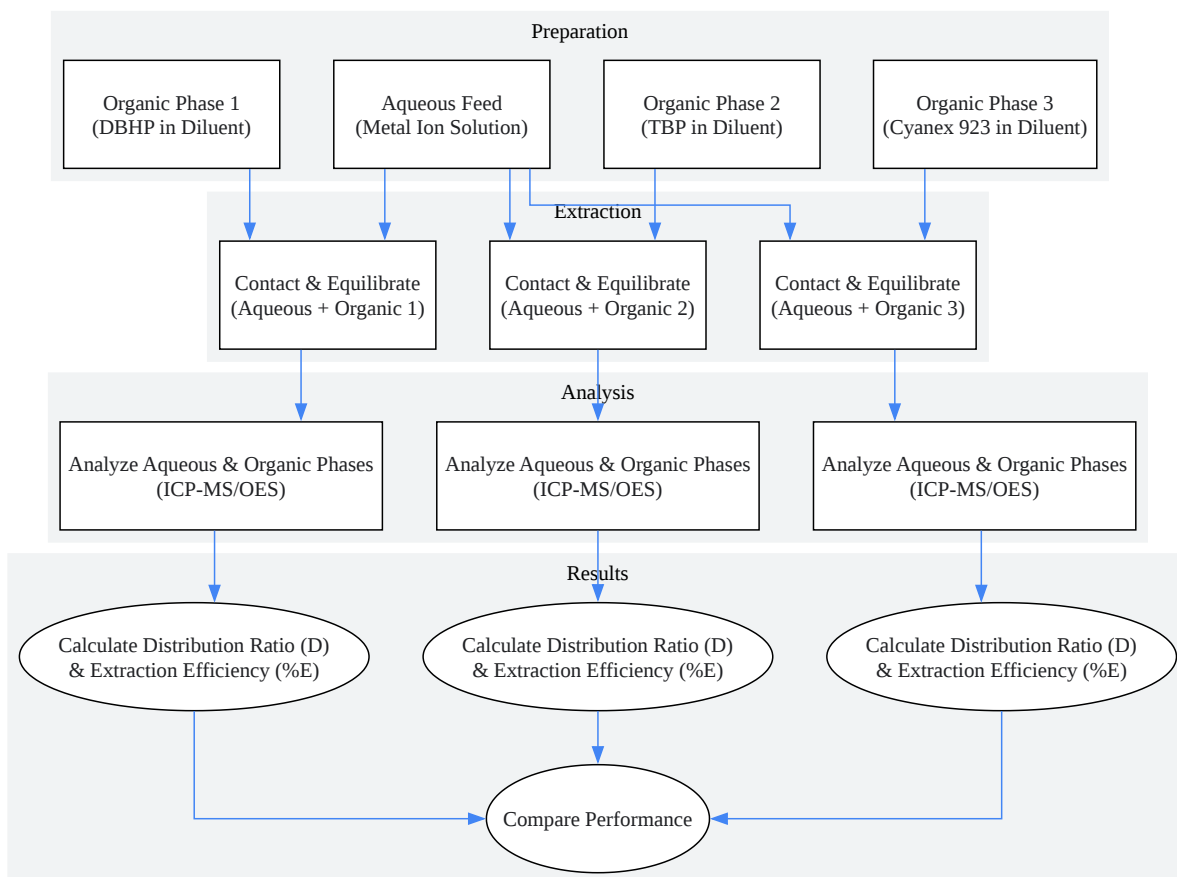 Preparation
Organic Phase 1
(DBHP in Diluent)
Aqueous Feed
(Metal Ion Solution)
Organic Phase 2
(TBP in Diluent)
Organic Phase 3
(Cyanex 923 in Diluent)
Extraction
Contact & Equilibrate
(Aqueous + Organic 1)
Contact & Equilibrate
(Aqueous + Organic 2)
Contact & Equilibrate
(Aqueous + Organic 3)
Analysis
Analyze Aqueous & Organic Phases
(ICP-MS/OES)
Analyze Aqueous & Organic Phases
(ICP-MS/OES)
Analyze Aqueous & Organic Phases
(ICP-MS/OES)
Results
Calculate Distribution Ratio (D)
& Extraction Efficiency (%E)
Calculate Distribution Ratio (D)
& Extraction Efficiency (%E)
Calculate Distribution Ratio (D)
& Extraction Efficiency (%E)
Compare Performance